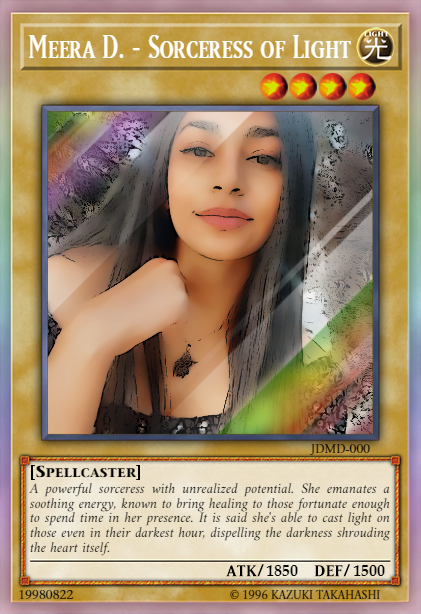 MEERA D. - SORCERESS OF LIGHT
LIGHT
光
JDMD-000
[SPELLCASTER]
A powerful sorceress with unrealized potential. She emanates a
soothing energy, known to bring healing to those fortunate enough
to spend time in her presence. It is said she's able to cast light on
those even in their darkest hour, dispelling the darkness shrouding
the heart itself.
ATK/1850 DEF/1500
19980822 © 1996 KAZUKI TAKAHASHI